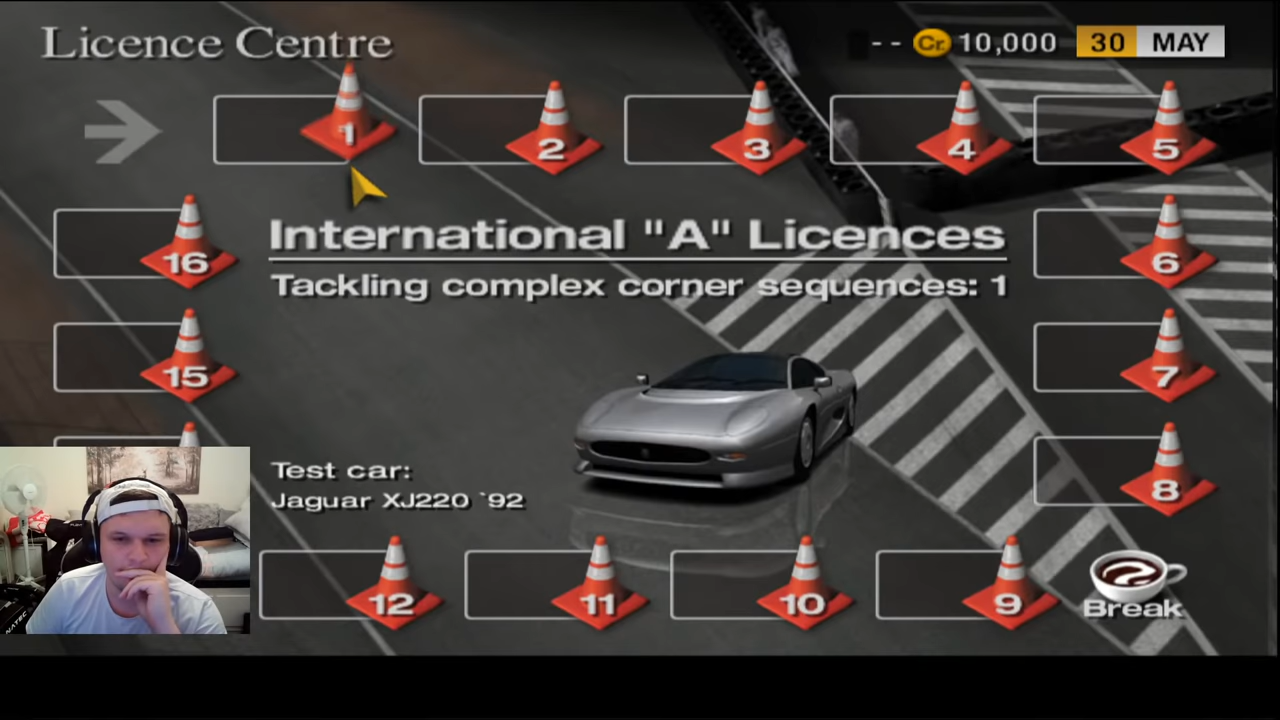 Licence Centre
-- Cr. 10,000 30 MAY
1 2 3 4 5
16
International "A" Licences
6
Tackling complex corner sequences: 1
15
7
8
Test car:
Jaguar XJ220 `92
12 11 10 9
Break